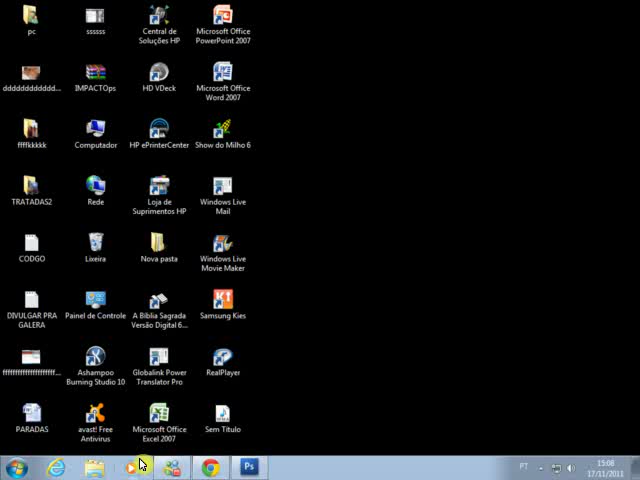 pc
ssssss
Central de
Soluções HP
Microsoft Office
PowerPoint 2007
dddddddddddd...
IMPACTOps
HD VDeck
Microsoft Office
Word 2007
ffffkkkkk
Computador
HP ePrinterCenter
Show do Milho 6
TRATADAS2
Rede
Loja de
Suprimentos HP
Windows Live
Mail
CODGO
Lixeira
Nova pasta
Windows Live
Movie Maker
DIVULGAR PRA
GALERA
Painel de Controle
A Bíblia Sagrada
Versão Digital 6...
Samsung Kies
Ashampoo
Burning Studio 10
Globalink Power
Translator Pro
RealPlayer
PARADAS
avast! Free
Antivirus
Microsoft Office
Excel 2007
Sem Título
Ps
PT
15:08
17/11/2011